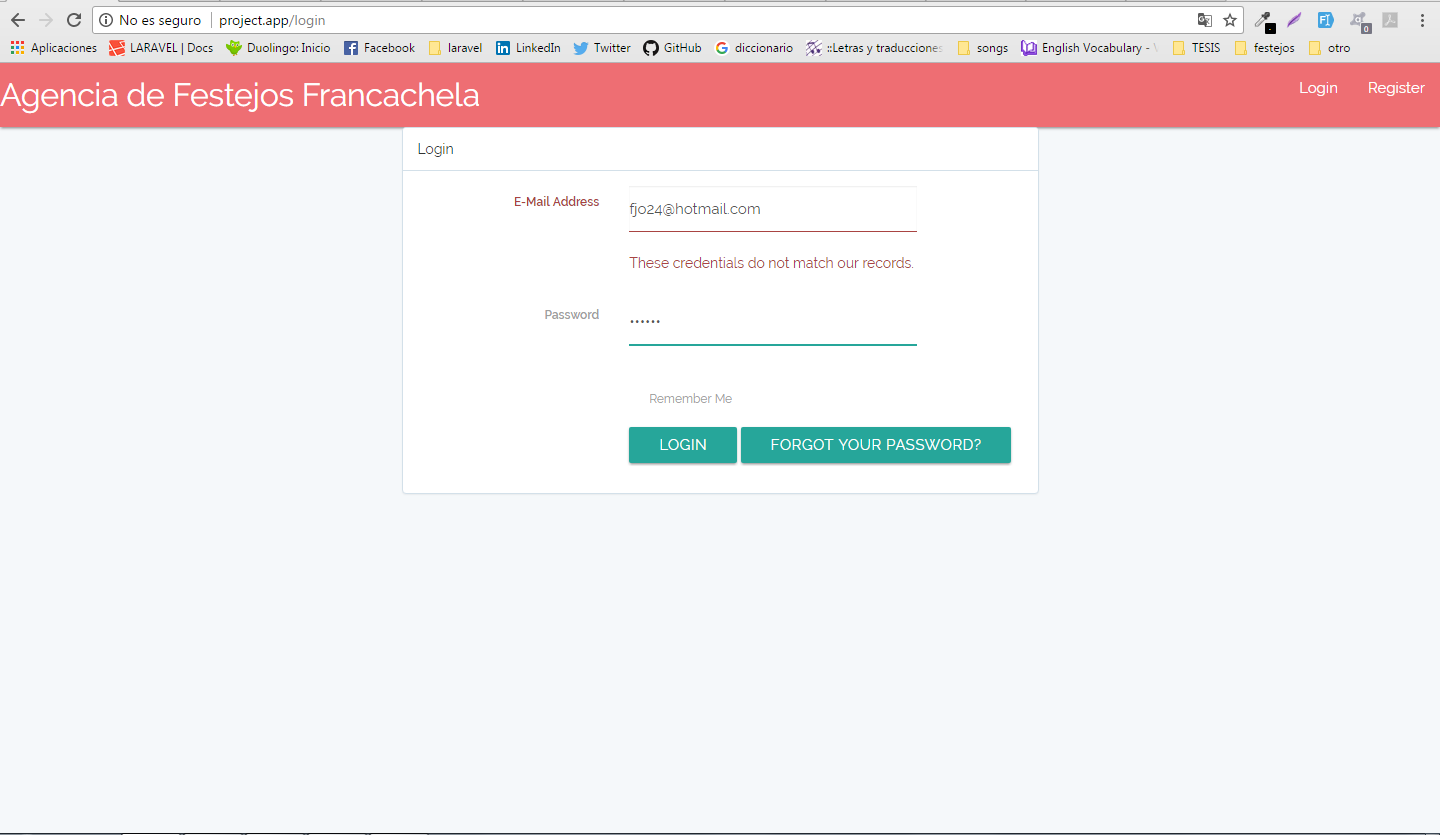 No es seguro project.app/login
Aplicaciones LARAVEL | Docs Duolingo: Inicio Facebook laravel LinkedIn Twitter GitHub diccionario ::Letras y traducciones songs English Vocabulary - TESIS festejos otro
Agencia de Festejos Francachela Login Register
Login
E-Mail Address fjo24@hotmail.com
These credentials do not match our records.
Password ••••••
Remember Me
LOGIN FORGOT YOUR PASSWORD?